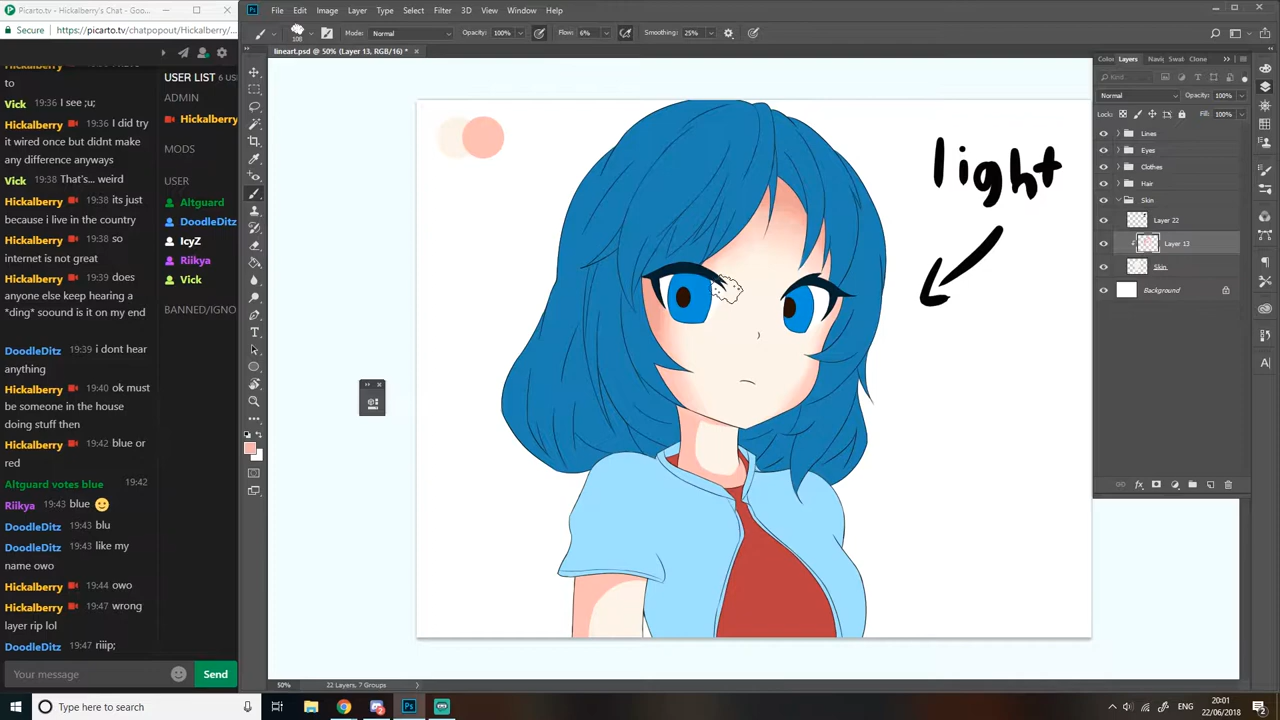 Hickalberry's Chat - Goo...
Secure
https://picarto.tv/chatpopout/Hickalberry/...
Hickalberry
to
Vick 19:36 I see ;u;
Hickalberry 19:36 I did try
it wired once but didnt make
any difference anyways
Vick 19:38 That's... weird
Hickalberry 19:38 its just
because i live in the country
Hickalberry 19:38 so
internet is not great
Hickalberry 19:39 does
anyone else keep hearing a
*ding* soound is it on my end
DoodleDitz 19:39 i dont hear
anything
Hickalberry 19:40 ok must
be someone in the house
doing stuff then
Hickalberry 19:42 blue or
red
Altguard votes blue 19:42
Riikya 19:43 blue
DoodleDitz 19:43 blu
DoodleDitz 19:43 like my
name owo
Hickalberry 19:44 owo
Hickalberry 19:47 wrong
layer rip lol
DoodleDitz 19:47 riiip;
Your message
Send
USER LIST 6 US
ADMIN
Hickalberry
MODS
USER
Altguard
DoodleDitz
IcyZ
Riikya
Vick
BANNED/IGNO
Ps File Edit Image Layer Type Select Filter 3D View Window Help
108 Mode: Normal Opacity: 100% Flow: 6% Smoothing: 25%
lineart.psd @ 50% (Layer 13, RGB/16) *
light
Color Layers Navig Swatc Clone
Kind
Normal Opacity: 100%
Lock: Fill: 100%
Lines
Eyes
Clothes
Hair
Skin
Layer 22
Layer 13
Skin
Background
50% 22 Layers, 7 Groups
Type here to search
ENG
20:01
22/06/2018
2